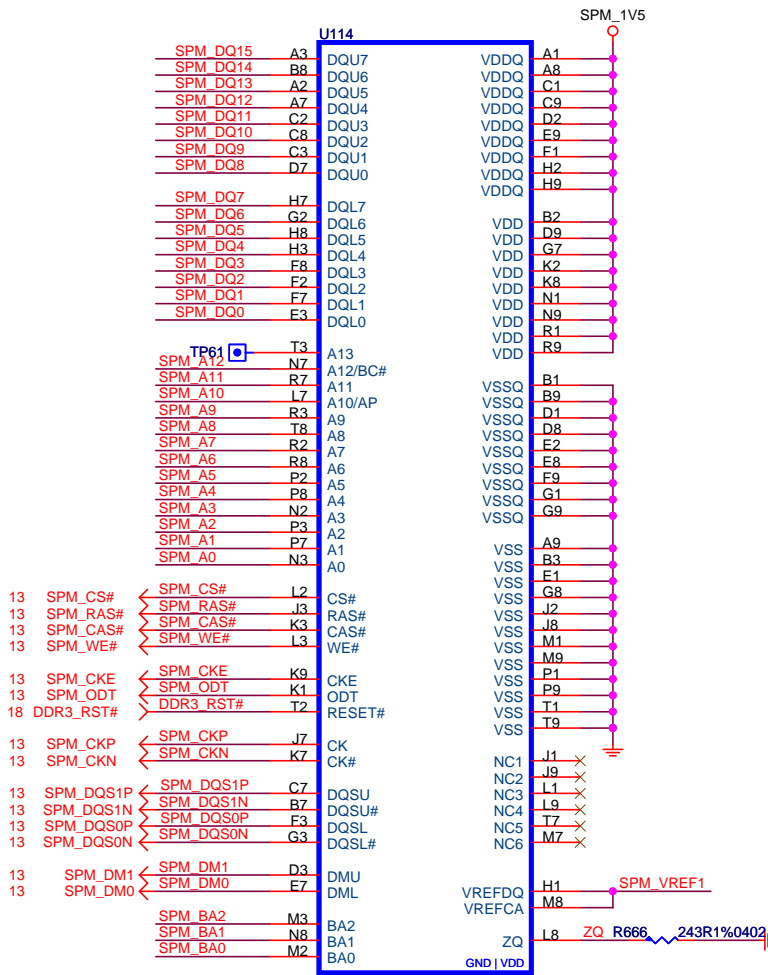 SPM_1V5
U114
SPM_DQ15 A3 DQU7 VDDQ A1
SPM_DQ14 B8 DQU6 VDDQ A8
SPM_DQ13 A2 DQU5 VDDQ C1
SPM_DQ12 A7 DQU4 VDDQ C9
SPM_DQ11 C2 DQU3 VDDQ D2
SPM_DQ10 C8 DQU2 VDDQ E9
SPM_DQ9 C3 DQU1 VDDQ F1
SPM_DQ8 D7 DQU0 VDDQ H2
VDDQ H9
SPM_DQ7 H7 DQL7
SPM_DQ6 G2 DQL6 VDD B2
SPM_DQ5 H8 DQL5 VDD D9
SPM_DQ4 H3 DQL4 VDD G7
SPM_DQ3 F8 DQL3 VDD K2
SPM_DQ2 F2 DQL2 VDD K8
SPM_DQ1 F7 DQL1 VDD N1
SPM_DQ0 E3 DQL0 VDD N9
VDD R1
TP61 T3 A13 VDD R9
SPM_A12 N7 A12/BC#
SPM_A11 R7 A11 VSSQ B1
SPM_A10 L7 A10/AP VSSQ B9
SPM_A9 R3 A9 VSSQ D1
SPM_A8 T8 A8 VSSQ D8
SPM_A7 R2 A7 VSSQ E2
SPM_A6 R8 A6 VSSQ E8
SPM_A5 P2 A5 VSSQ F9
SPM_A4 P8 A4 VSSQ G1
SPM_A3 N2 A3 VSSQ G9
SPM_A2 P3 A2
SPM_A1 P7 A1 VSS A9
SPM_A0 N3 A0 VSS B3
VSS E1
13 SPM_CS# SPM_CS# L2 CS# VSS G8
13 SPM_RAS# SPM_RAS# J3 RAS# VSS J2
13 SPM_CAS# SPM_CAS# K3 CAS# VSS J8
13 SPM_WE# SPM_WE# L3 WE# VSS M1
VSS M9
13 SPM_CKE SPM_CKE K9 CKE VSS P1
13 SPM_ODT SPM_ODT K1 ODT VSS P9
18 DDR3_RST# DDR3_RST# T2 RESET# VSS T1
VSS T9
13 SPM_CKP SPM_CKP J7 CK
13 SPM_CKN SPM_CKN K7 CK# NC1 J1
NC2 J9
13 SPM_DQS1P SPM_DQS1P C7 DQSU NC3 L1
13 SPM_DQS1N SPM_DQS1N B7 DQSU# NC4 L9
13 SPM_DQS0P SPM_DQS0P F3 DQSL NC5 T7
13 SPM_DQS0N SPM_DQS0N G3 DQSL# NC6 M7
13 SPM_DM1 SPM_DM1 D3 DMU
13 SPM_DM0 SPM_DM0 E7 DML VREFDQ H1 SPM_VREF1
VREFCA M8
SPM_BA2 M3 BA2
SPM_BA1 N8 BA1 ZQ L8 ZQ R666 243R1%0402
SPM_BA0 M2 BA0
GND | VDD